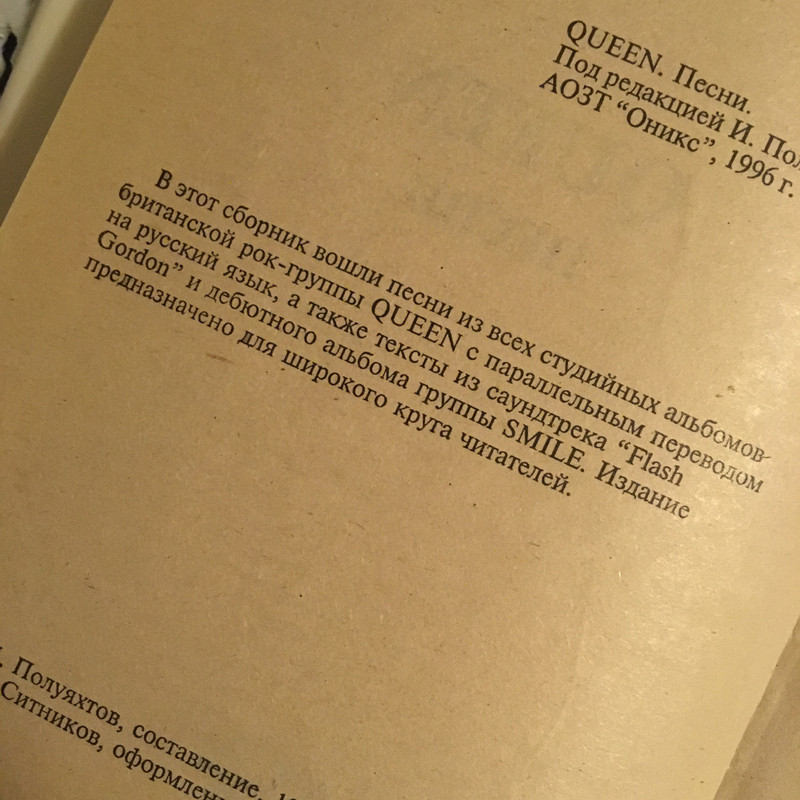 QUEEN. Песни.
Под редакцией И.
АОЗТ “Оникс”, 1996 г.
В этот сборник вошли песни из всех студийных альбомов
британской рок-группы QUEEN с параллельным переводом
на русский язык, а также тексты из саундтрека “Flash
Gordon” и дебютного альбома группы SMILE. Издание
предназначено для широкого круга читателей.
Полуяхтов, составление,
Ситников,